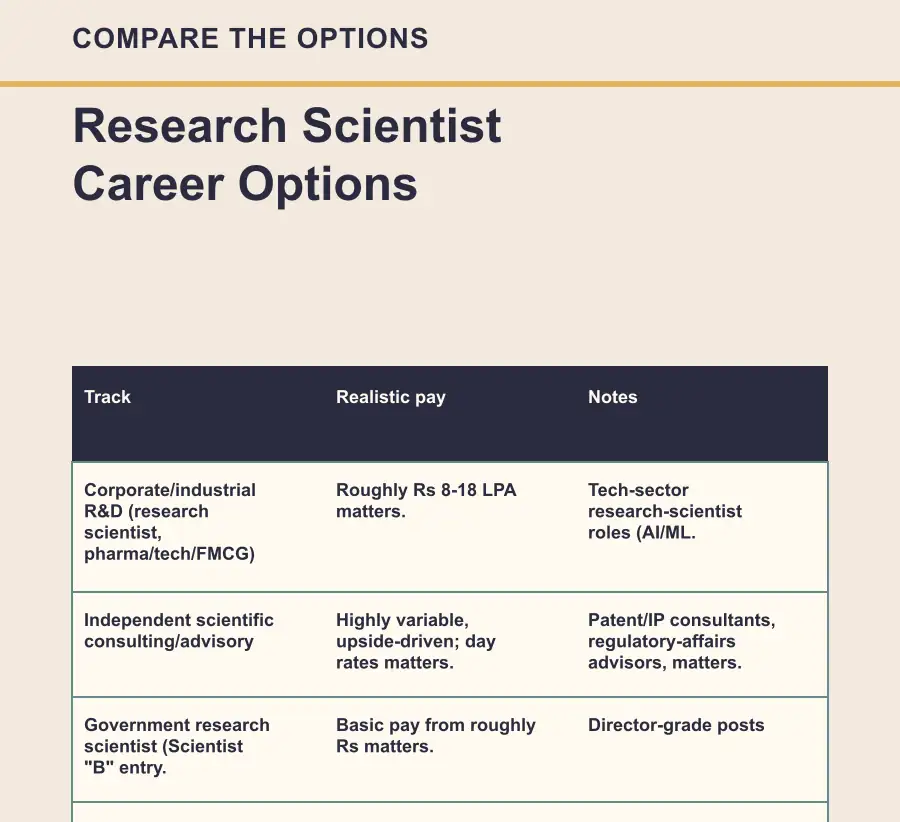 COMPARE THE OPTIONS
Research Scientist
Career Options
Track
Realistic pay
Notes
Corporate/industrial
R&D (research
scientist,
pharma/tech/FMCG)
Roughly Rs 8-18 LPA
matters.
Tech-sector
research-scientist
roles (AI/ML.
Independent scientific
consulting/advisory
Highly variable,
upside-driven; day
rates matters.
Patent/IP consultants,
regulatory-affairs
advisors, matters.
Government research
scientist (Scientist
"B" entry.
Basic pay from roughly
Rs matters.
Director-grade posts